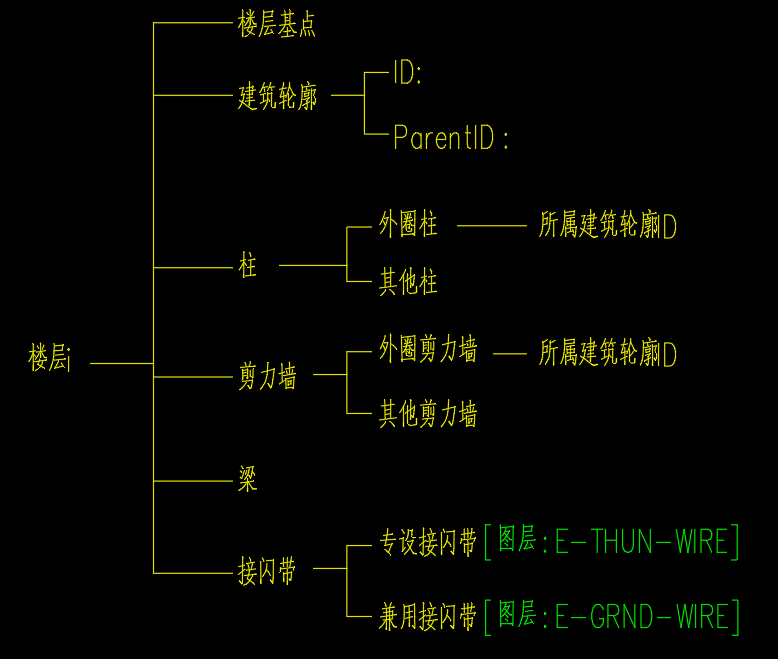 楼层基点
建筑轮廓
ID:
ParentID:
柱
外圈柱
所属建筑轮廓ID
其他柱
楼层i
剪力墙
外圈剪力墙
所属建筑轮廓ID
其他剪力墙
梁
接闪带
专设接闪带[图层:E-THUN-WIRE]
兼用接闪带[图层:E-GRND-WIRE]